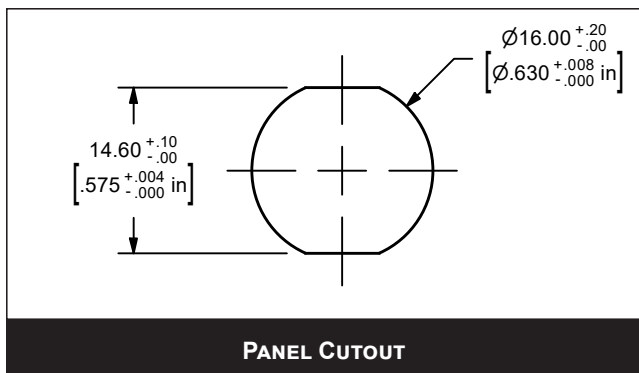 Ø16.00 +.20 -.00
[Ø.630 +.008 -.000 in]
14.60 +.10 -.00
[.575 +.004 -.000 in]
PANEL CUTOUT